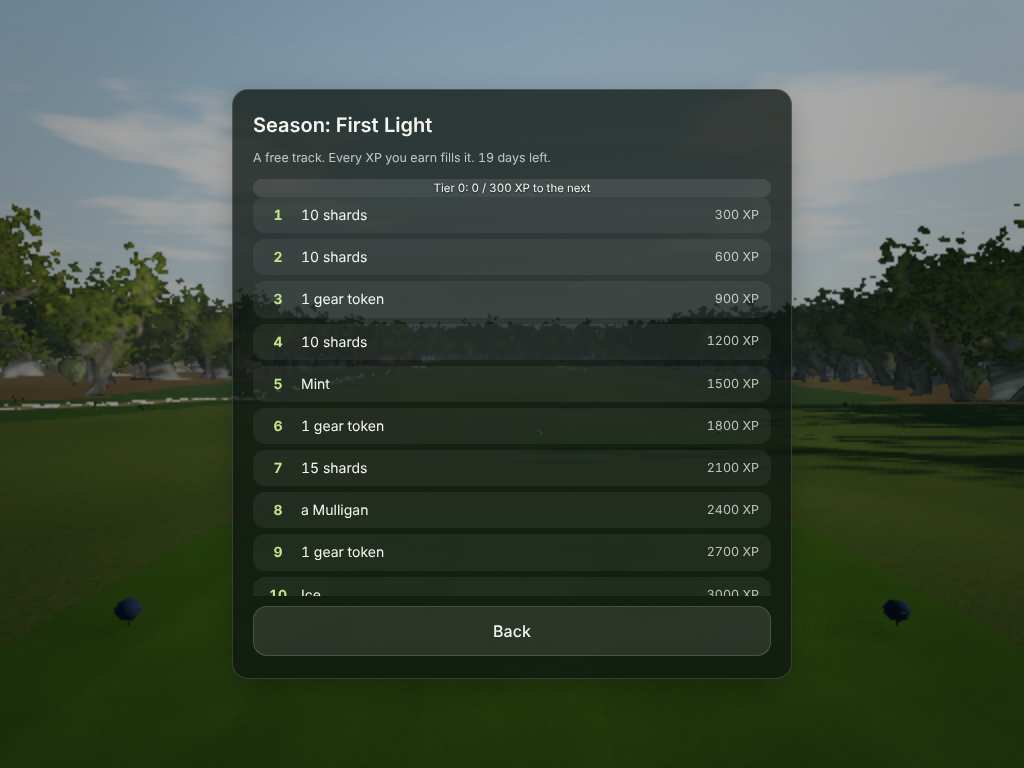 Season: First Light
A free track. Every XP you earn fills it. 19 days left.
Tier 0: 0 / 300 XP to the next
1 10 shards 300 XP
2 10 shards 600 XP
3 1 gear token 900 XP
4 10 shards 1200 XP
5 Mint 1500 XP
6 1 gear token 1800 XP
7 15 shards 2100 XP
8 a Mulligan 2400 XP
9 1 gear token 2700 XP
10 Ice 3000 XP
Back